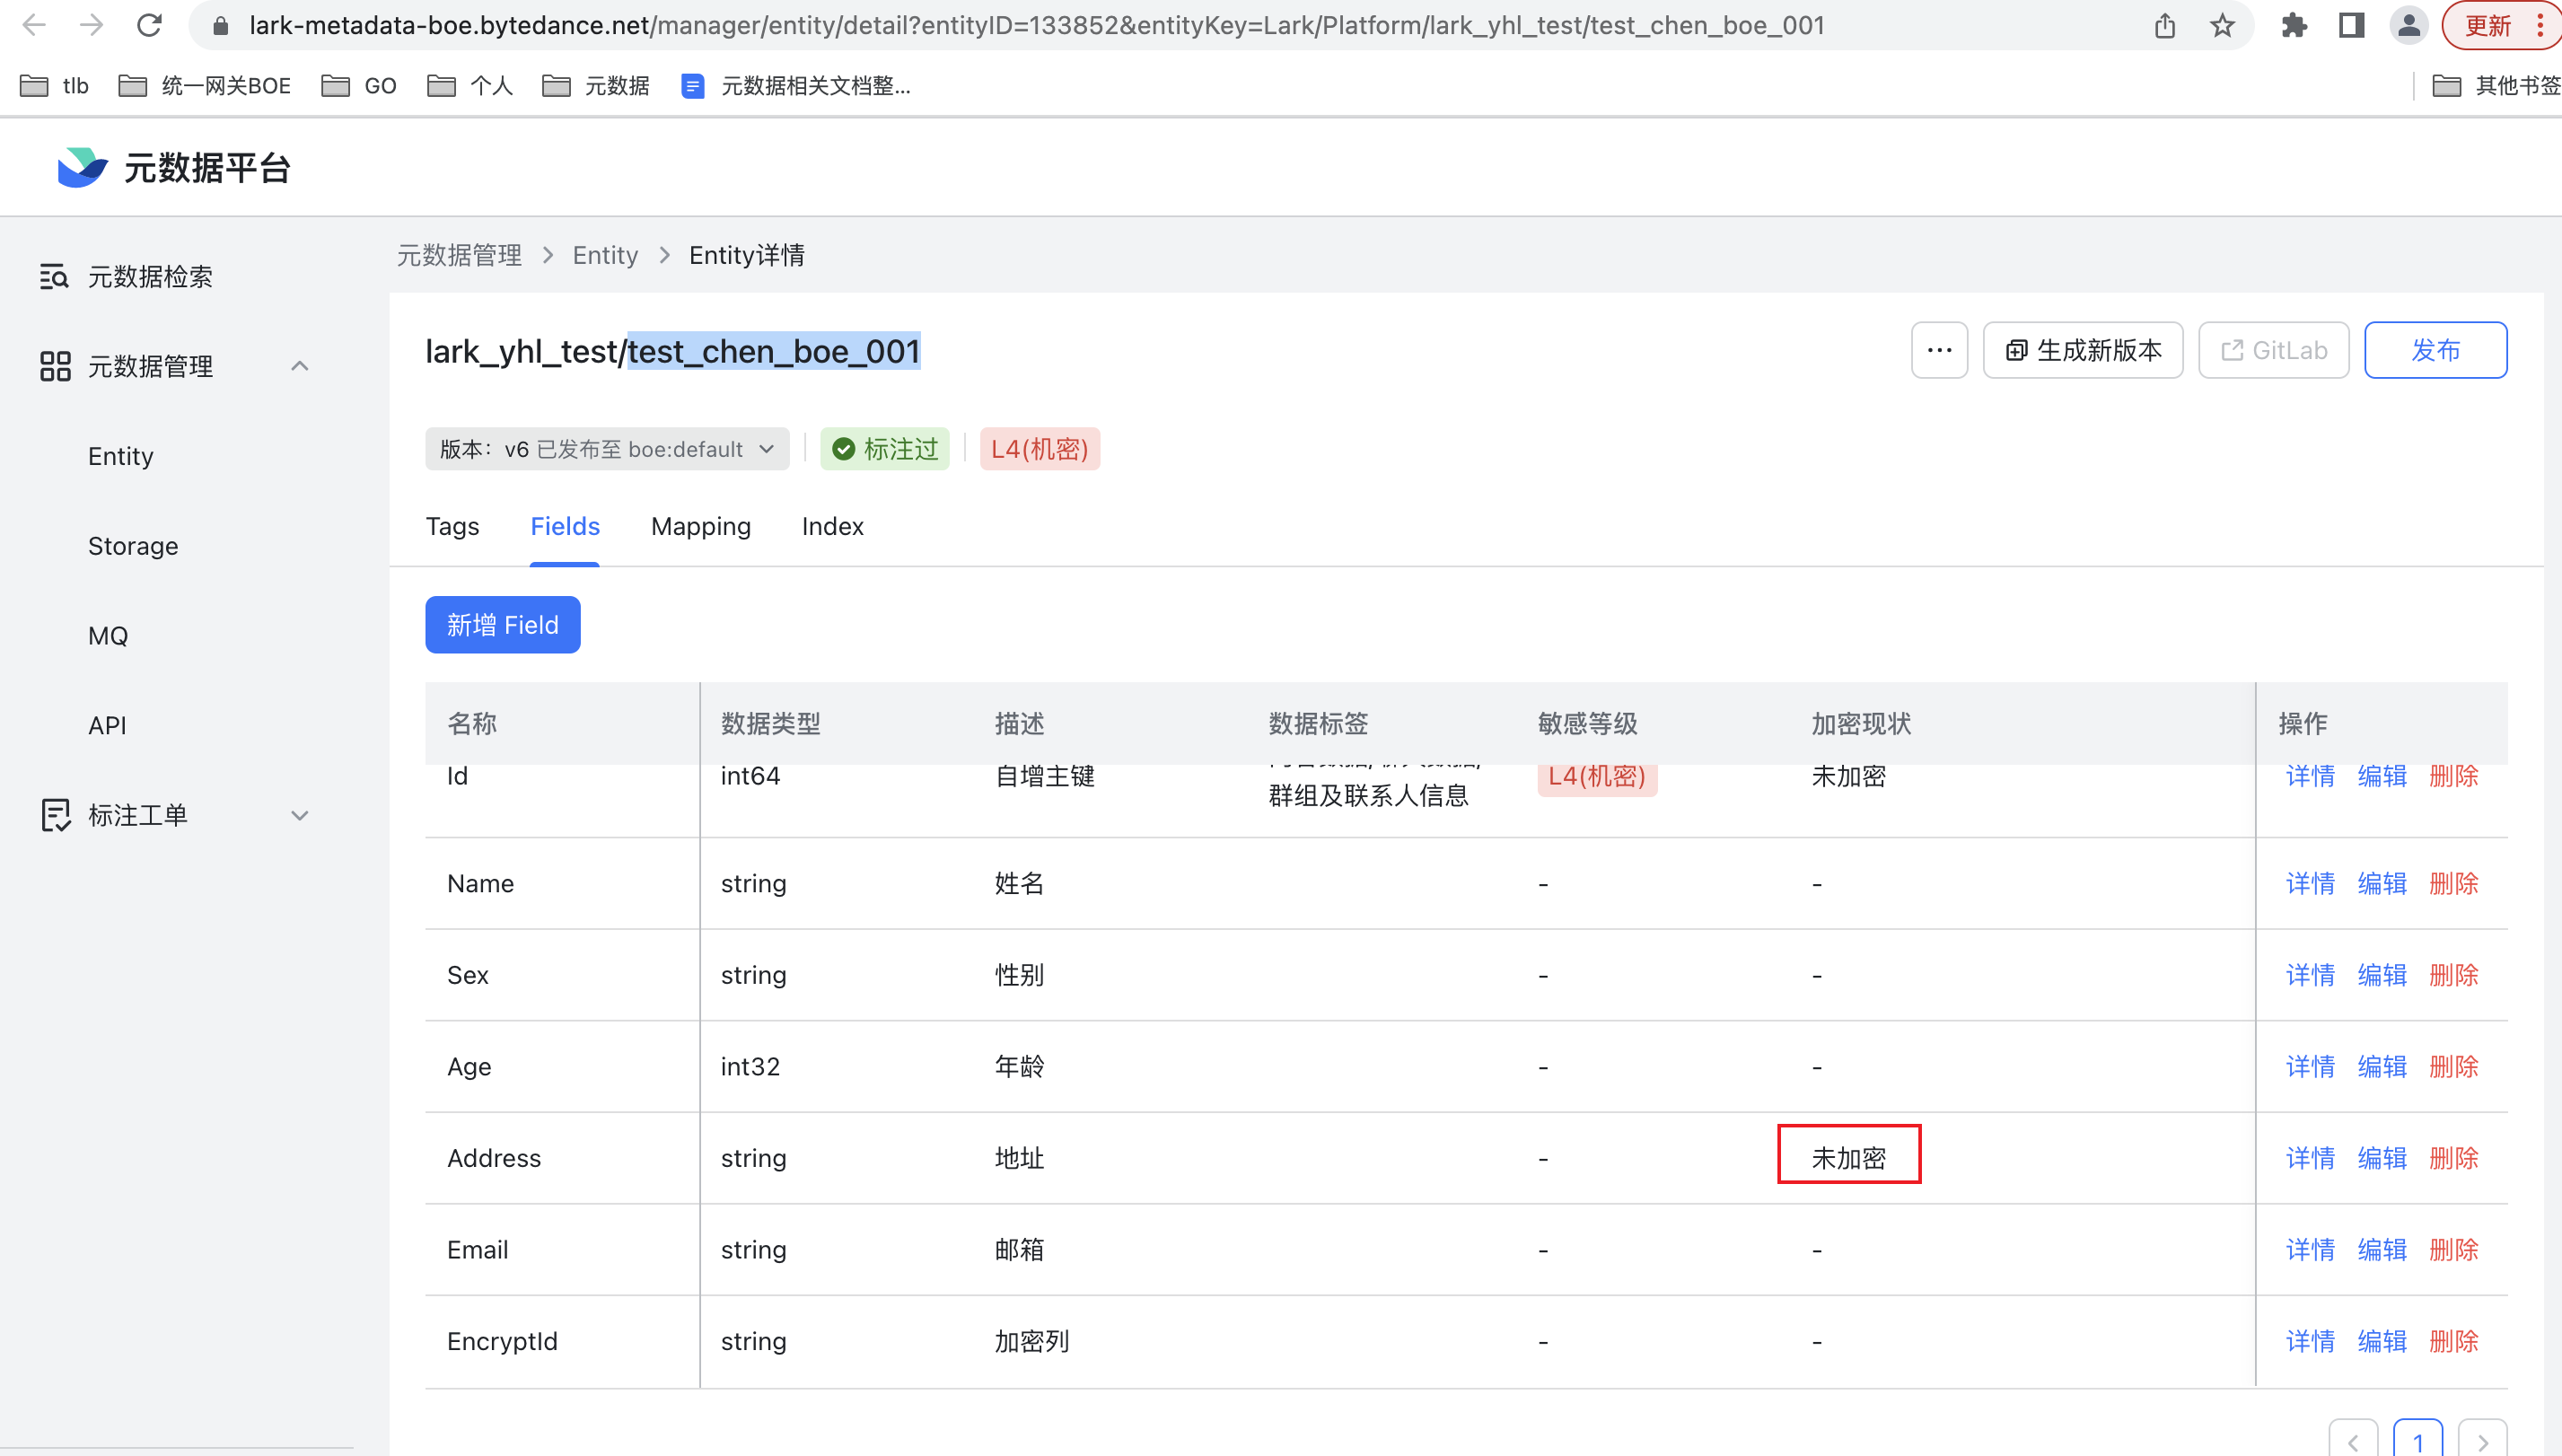 lark-metadata-boe.bytedance.net/manager/entity/detail?entityID=133852&entityKey=Lark/Platform/lark_yhl_test/test_chen_boe_001
更新
tlb 统一网关BOE GO 个人 元数据 元数据相关文档整... 其他书签
元数据平台
元数据检索
元数据管理
Entity
Storage
MQ
API
标注工单
元数据管理 > Entity > Entity详情
lark_yhl_test/test_chen_boe_001
... 生成新版本 GitLab 发布
版本: v6 已发布至 boe:default 标注过 L4(机密)
Tags Fields Mapping Index
新增 Field
名称 数据类型 描述 数据标签 敏感等级 加密现状 操作
Id int64 自增主键 群组及联系人信息 L4(机密) 未加密 详情 编辑 删除
Name string 姓名 - - 详情 编辑 删除
Sex string 性别 - - 详情 编辑 删除
Age int32 年龄 - - 详情 编辑 删除
Address string 地址 - 未加密 详情 编辑 删除
Email string 邮箱 - - 详情 编辑 删除
EncryptId string 加密列 - - 详情 编辑 删除
< 1 >